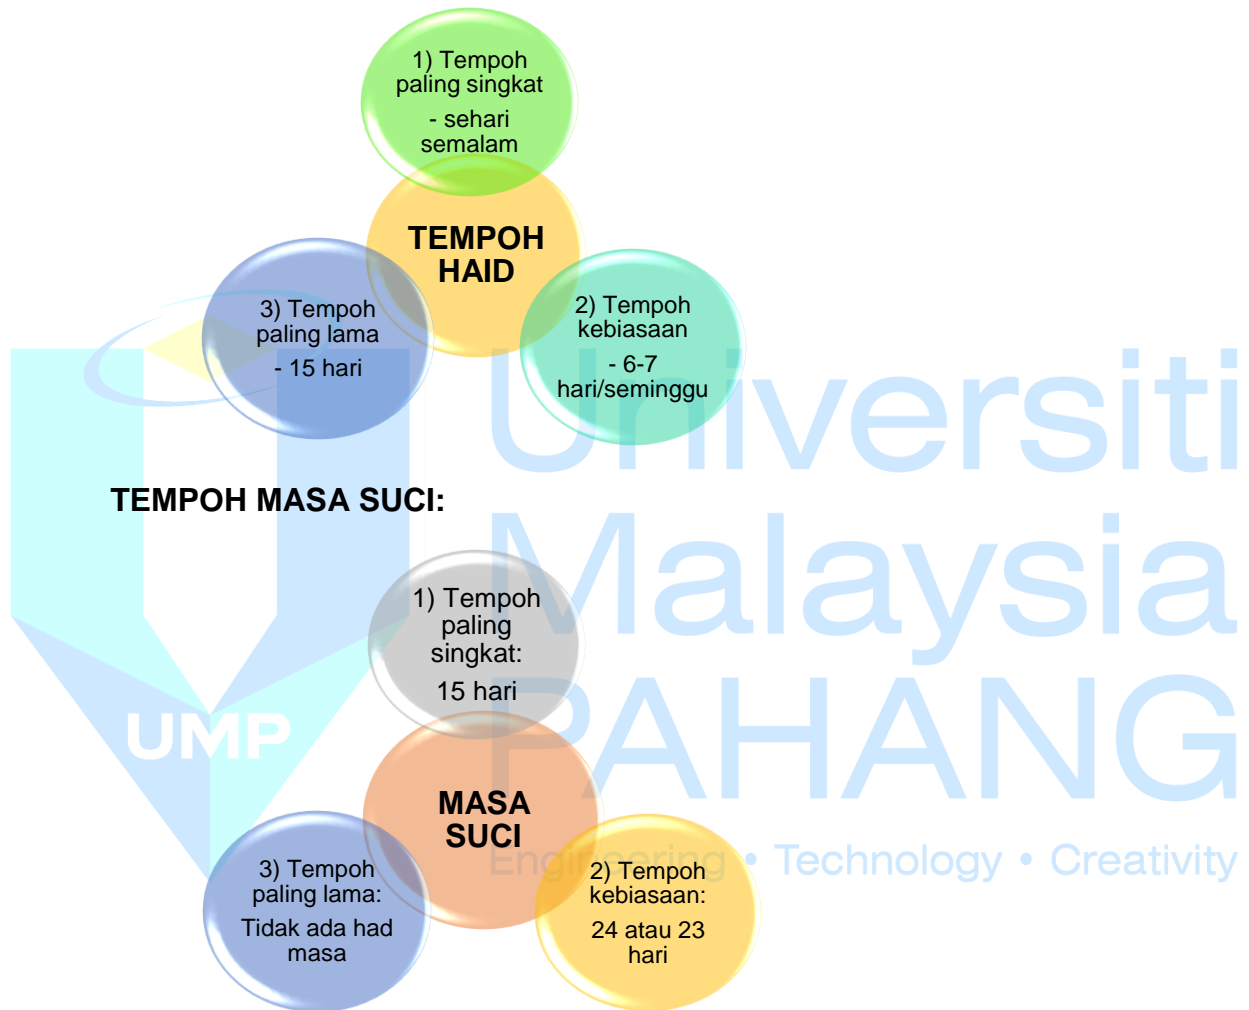 1) Tempoh
paling singkat
- sehari
semalam
TEMPOH
HAID
2) Tempoh
kebiasaan
- 6-7
hari/seminggu
3) Tempoh
paling lama
- 15 hari
TEMPOH MASA SUCI:
1) Tempoh
paling
singkat:
15 hari
MASA
SUCI
2) Tempoh
kebiasaan:
24 atau 23
hari
3) Tempoh
paling lama:
Tidak ada had
masa
UMP
Universiti
Malaysia
PAHANG
Engineering • Technology • Creativity